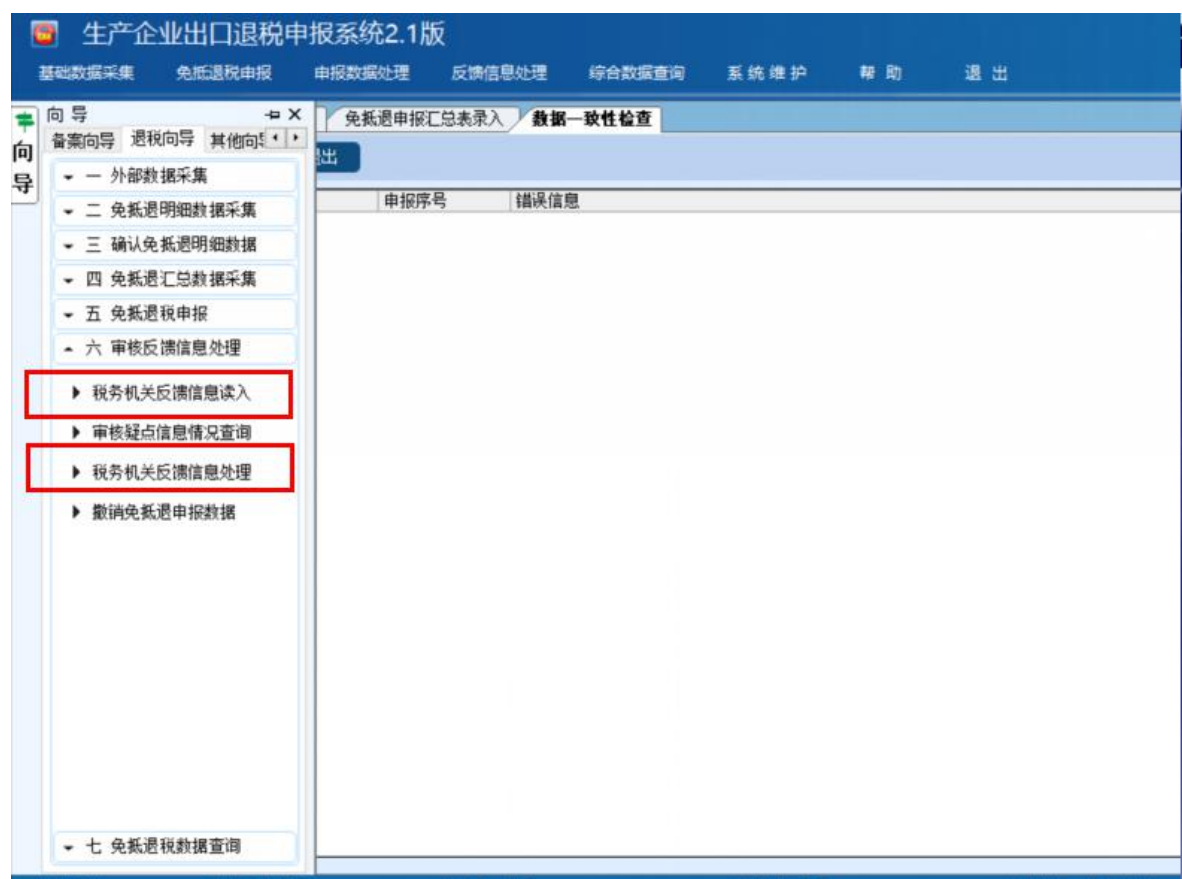 生产企业出口退税申报系统2.1版
基础数据采集 免抵退税申报 申报数据处理 反馈信息处理 综合数据查询 系统维护 帮助 退出
向导
向导
免抵退申报汇总表录入 数据一致性检查
备案向导 退税向导 其他向
出
一 外部数据采集
申报序号 错误信息
二 免抵退明细数据采集
三 确认免抵退明细数据
四 免抵退汇总数据采集
五 免抵退税申报
六 审核反馈信息处理
税务机关反馈信息读入
审核疑点信息情况查询
税务机关反馈信息处理
撤销免抵退申报数据
七 免抵退税数据查询